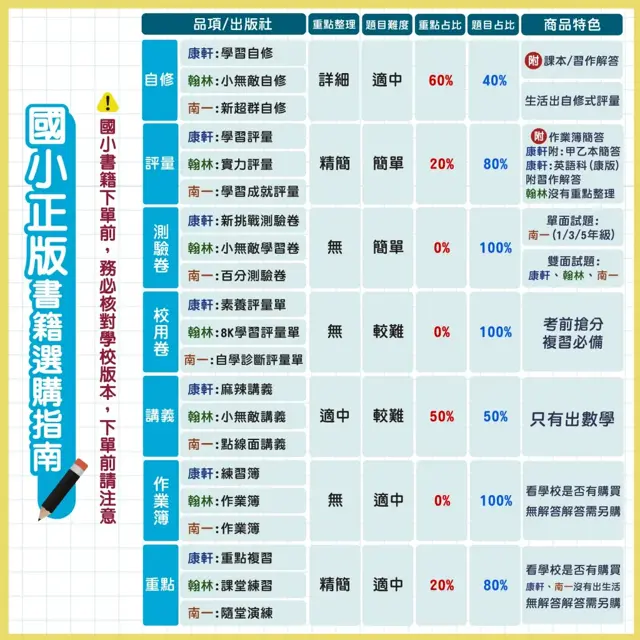 國小正版書籍選購指南
國小書籍下單前，務必核對學校版本，下單前請注意
品項/出版社 重點整理 題目難度 重點占比 題目占比 商品特色
自修
康軒:學習自修
翰林:小無敵自修
南一:新超群自修
詳細 適中 60% 40%
附 課本/習作解答
生活出自修式評量
評量
康軒:學習評量
翰林:實力評量
南一:學習成就評量
精簡 簡單 20% 80%
附 作業簿簡答
康軒附:甲乙本簡答
康軒:英語科(康版)
附習作解答
翰林沒有重點整理
測驗卷
康軒:新挑戰測驗卷
翰林:小無敵學習卷
南一:百分測驗卷
無 簡單 0% 100%
單面試題:
南一(1/3/5年級)
雙面試題:
康軒、翰林、南一
校用卷
康軒:素養評量單
翰林:8K學習評量單
南一:自學診斷評量單
無 較難 0% 100%
考前搶分
複習必備
講義
康軒:麻辣講義
翰林:小無敵講義
南一:點線面講義
適中 較難 50% 50%
只有出數學
作業簿
康軒:練習簿
翰林:作業簿
南一:作業簿
無 適中 0% 100%
看學校是否有購買
無解答解答需另購
重點
康軒:重點複習
翰林:課堂練習
南一:隨堂演練
精簡 適中 20% 80%
看學校是否有購買
康軒、南一沒有出生活
無解答解答需另購